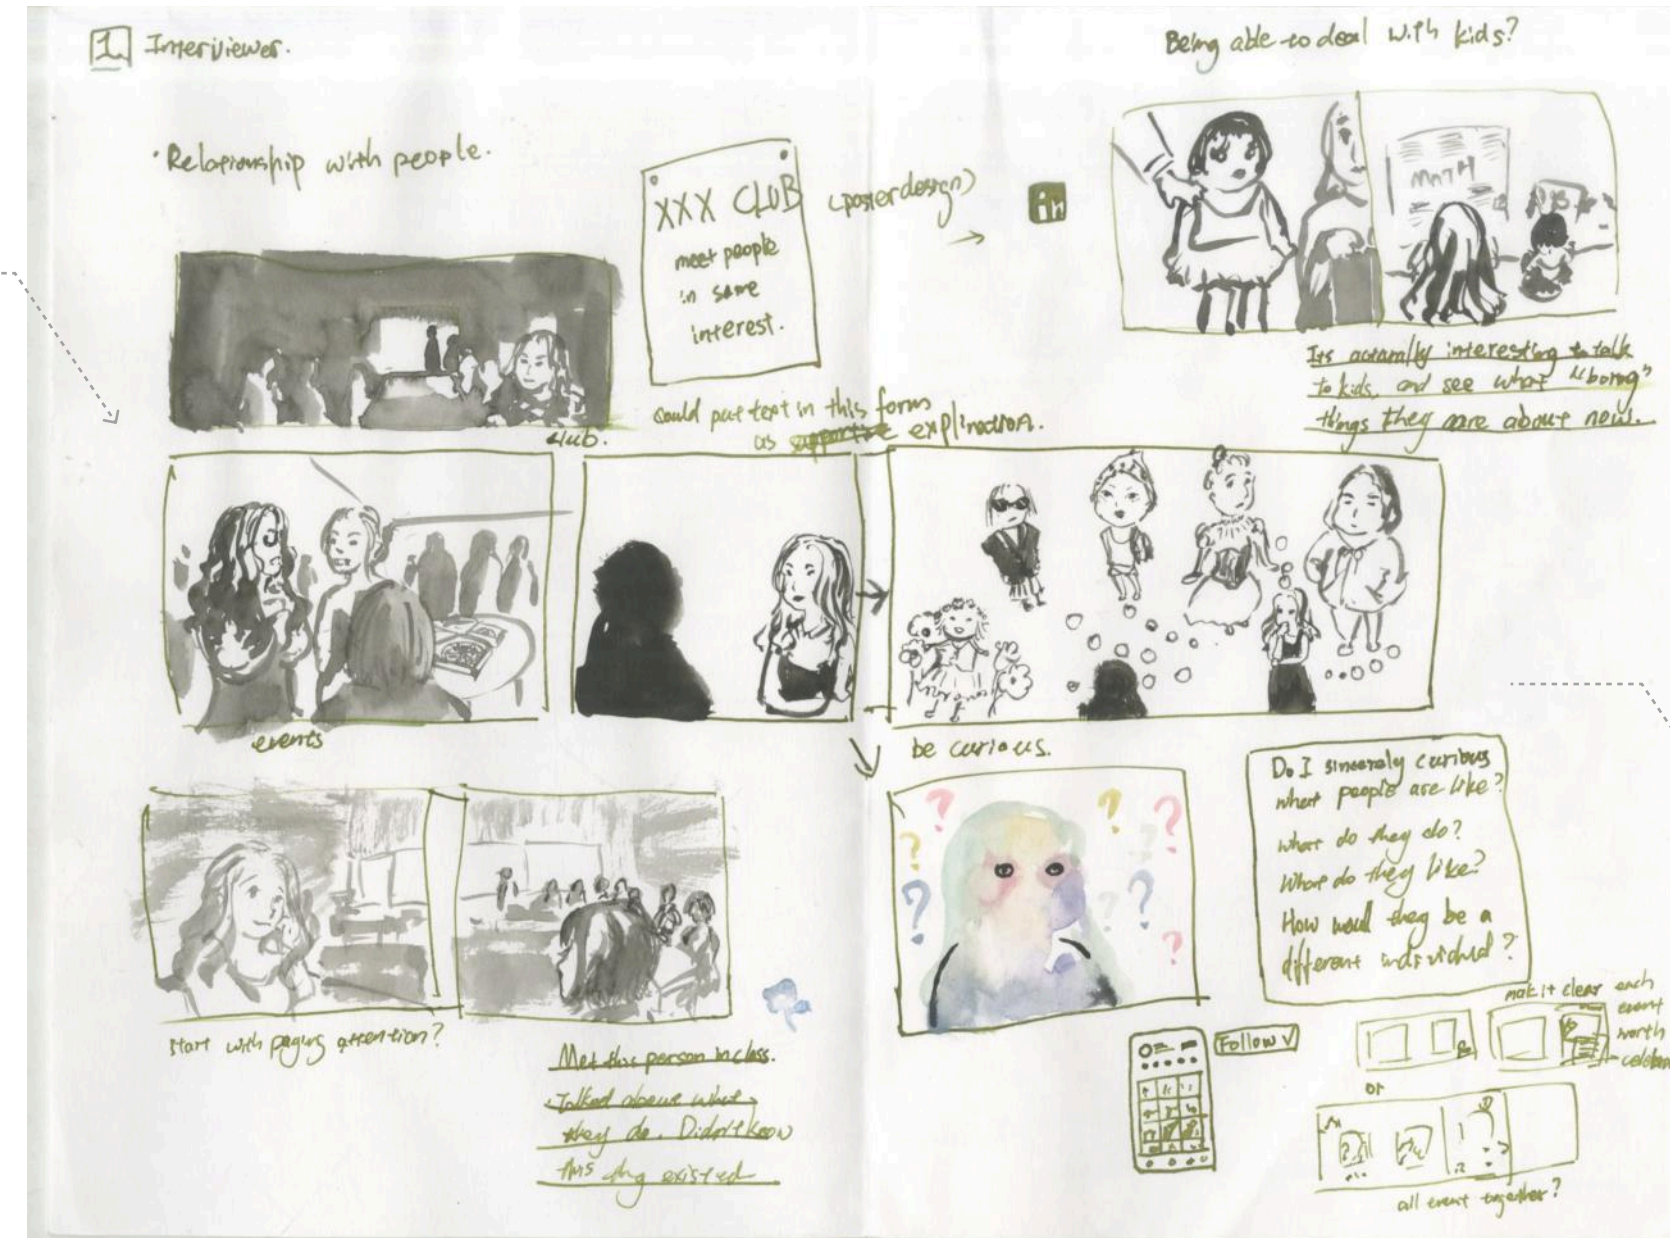 1. Interviewer.
Being able to deal with kids?
• Relationship with people.
XXX CLUB
meet people
in same
interest.
(poster design)
in
MATH
Its actually interesting to talk
to kids, and see what "boring"
things they care about now.
could put text in this form
as supportive explination.
club.
events
be curious.
Do I sincerely curious
what people are like?
what do they do?
What do they like?
How would they be a
different individual?
start with paying attention?
Met this person in class.
Talked about what
they do. Didn't know
this thg existed
Follow √
mak it clear each
event
worth
or
all event together?